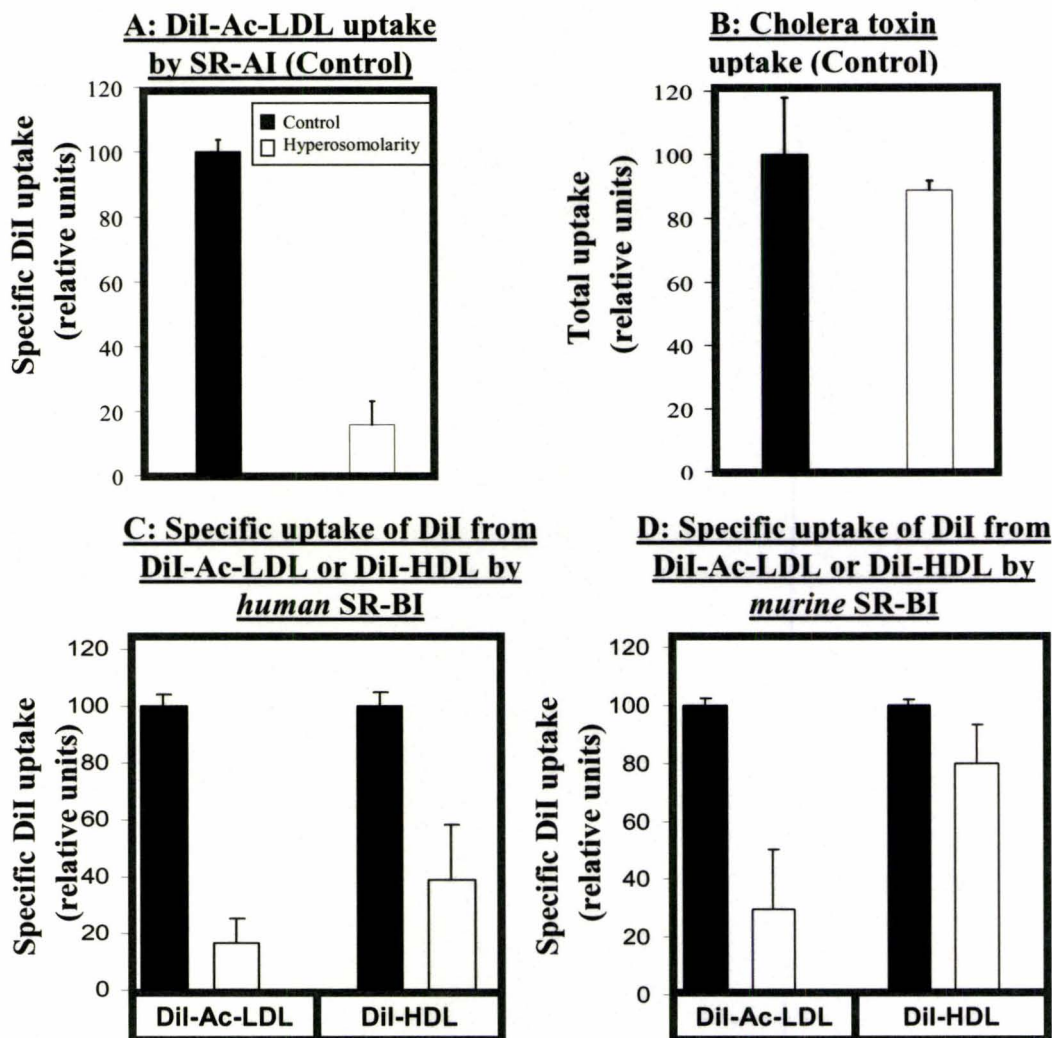 A: DiI-Ac-LDL uptake
by SR-AI (Control)
120
100
80
60
40
20
0
Specific DiI uptake
(relative units)
Control
Hyperosomolarity
B: Cholera toxin
uptake (Control)
120
100
80
60
40
20
0
Total uptake
(relative units)
C: Specific uptake of DiI from
DiI-Ac-LDL or DiI-HDL by
human SR-BI
120
100
80
60
40
20
0
Specific DiI uptake
(relative units)
DiI-Ac-LDL
DiI-HDL
D: Specific uptake of DiI from
DiI-Ac-LDL or DiI-HDL by
murine SR-BI
120
100
80
60
40
20
0
Specific DiI uptake
(relative units)
DiI-Ac-LDL
DiI-HDL